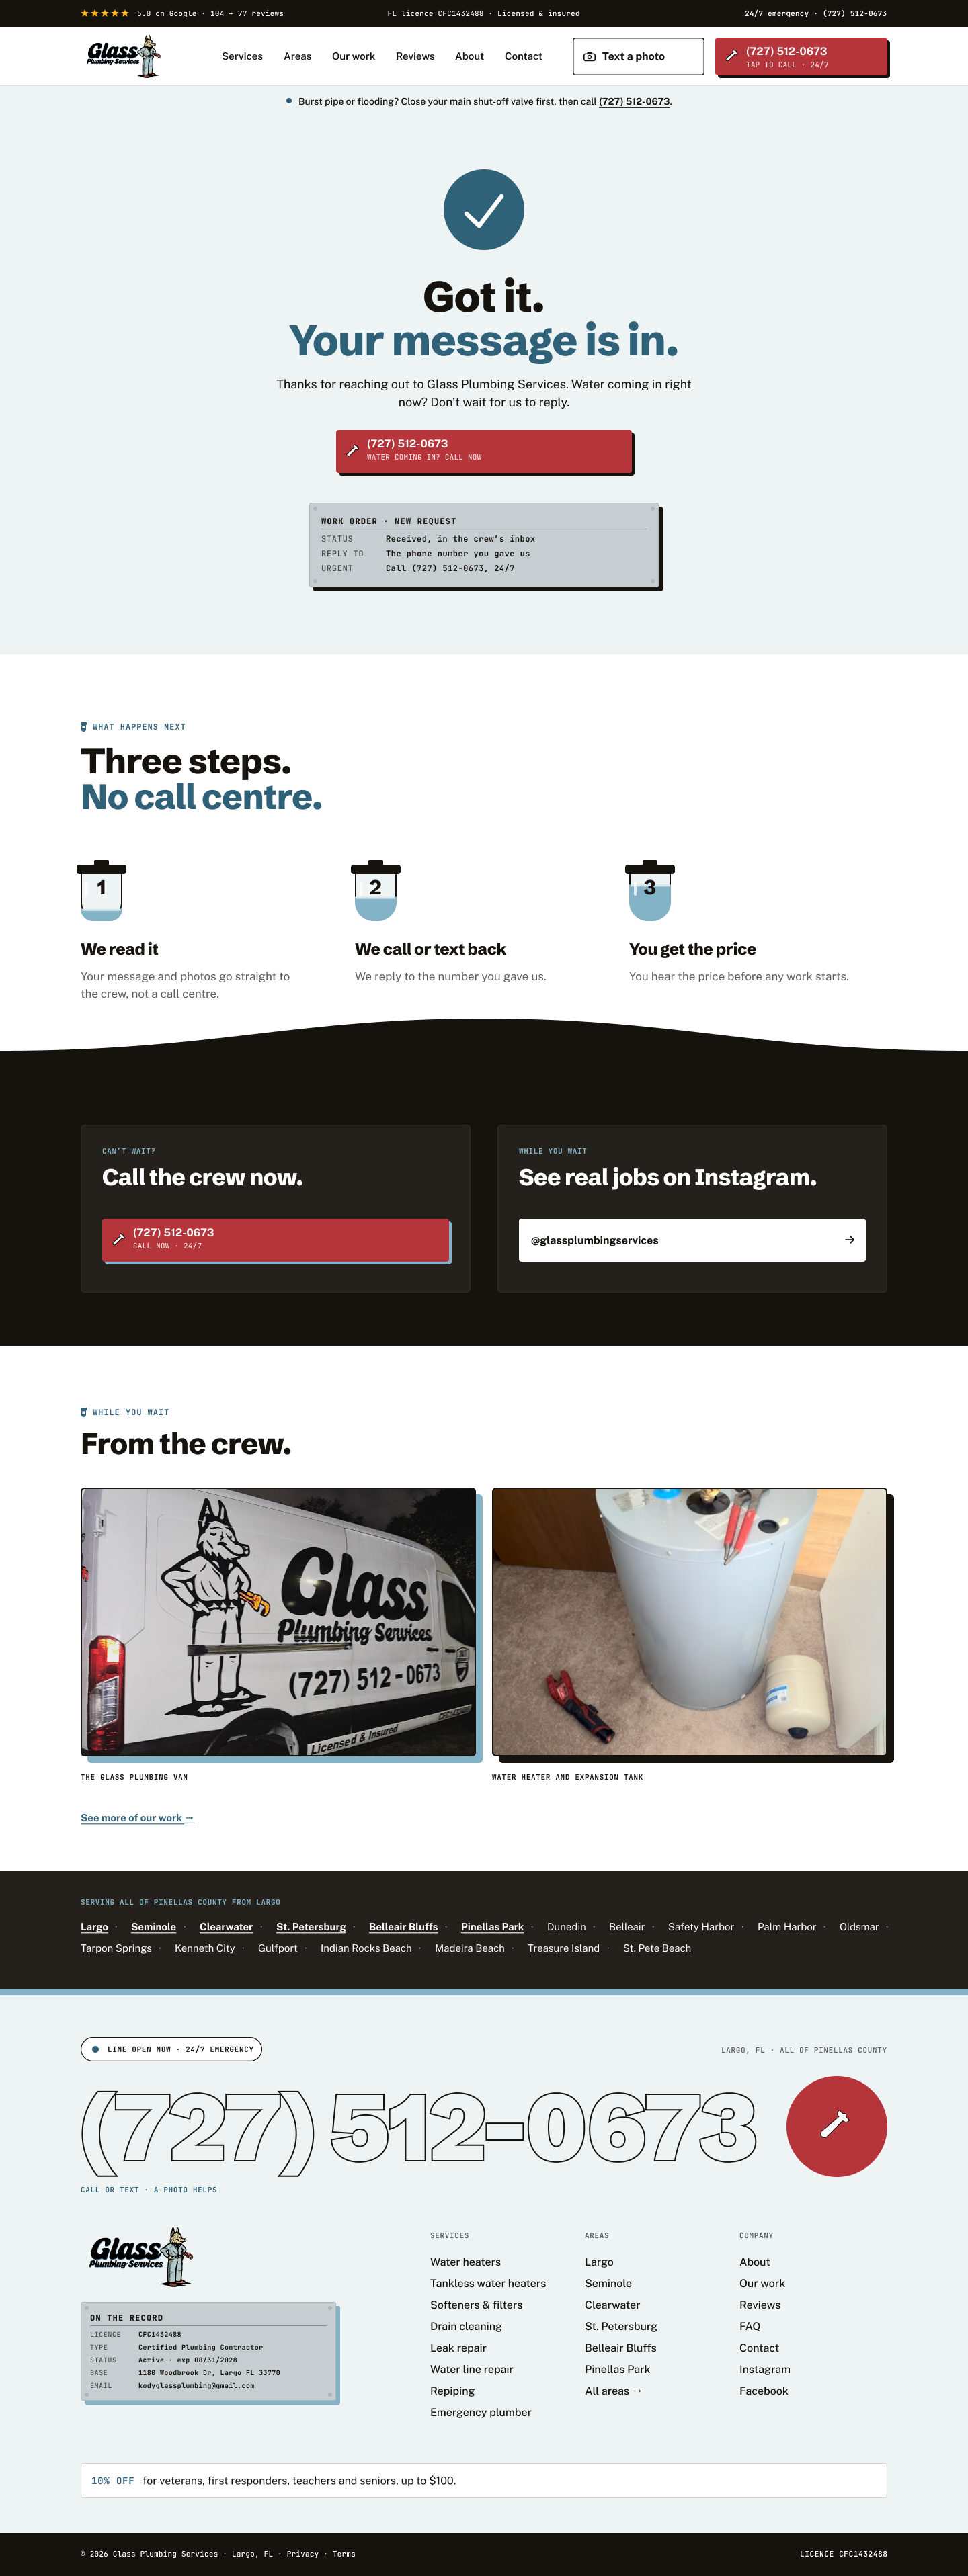 ★★★★★ 5.0 on Google · 104 + 77 reviews
FL licence CFC1432488 · Licensed & insured
24/7 emergency · (727) 512-0673
Glass
Plumbing Services
Services
Areas
Our work
Reviews
About
Contact
Text a photo
(727) 512-0673
TAP TO CALL · 24/7
Burst pipe or flooding? Close your main shut-off valve first, then call (727) 512-0673.
Got it.
Your message is in.
Thanks for reaching out to Glass Plumbing Services. Water coming in right
now? Don’t wait for us to reply.
(727) 512-0673
WATER COMING IN? CALL NOW
WORK ORDER · NEW REQUEST
STATUS Received, in the crew’s inbox
REPLY TO The phone number you gave us
URGENT Call (727) 512-0673, 24/7
WHAT HAPPENS NEXT
Three steps.
No call centre.
1
We read it
Your message and photos go straight to
the crew, not a call centre.
2
We call or text back
We reply to the number you gave us.
3
You get the price
You hear the price before any work starts.
CAN’T WAIT?
Call the crew now.
(727) 512-0673
CALL NOW · 24/7
WHILE YOU WAIT
See real jobs on Instagram.
@glassplumbingservices →
WHILE YOU WAIT
From the crew.
Glass
Plumbing Services
(727) 512-0673
Licensed & Insured
THE GLASS PLUMBING VAN
WATER HEATER AND EXPANSION TANK
See more of our work →
SERVING ALL OF PINELLAS COUNTY FROM LARGO
Largo · Seminole · Clearwater · St. Petersburg · Belleair Bluffs · Pinellas Park · Dunedin · Belleair · Safety Harbor · Palm Harbor · Oldsmar ·
Tarpon Springs · Kenneth City · Gulfport · Indian Rocks Beach · Madeira Beach · Treasure Island · St. Pete Beach
LINE OPEN NOW · 24/7 EMERGENCY
LARGO, FL · ALL OF PINELLAS COUNTY
(727) 512-0673
CALL OR TEXT · A PHOTO HELPS
Glass
Plumbing Services
ON THE RECORD
LICENCE CFC1432488
TYPE Certified Plumbing Contractor
STATUS Active · exp 08/31/2028
BASE 1180 Woodbrook Dr, Largo FL 33770
EMAIL kodyglassplumbing@gmail.com
SERVICES
Water heaters
Tankless water heaters
Softeners & filters
Drain cleaning
Leak repair
Water line repair
Repiping
Emergency plumber
AREAS
Largo
Seminole
Clearwater
St. Petersburg
Belleair Bluffs
Pinellas Park
All areas →
COMPANY
About
Our work
Reviews
FAQ
Contact
Instagram
Facebook
10% OFF for veterans, first responders, teachers and seniors, up to $100.
© 2026 Glass Plumbing Services · Largo, FL · Privacy · Terms
LICENCE CFC1432488